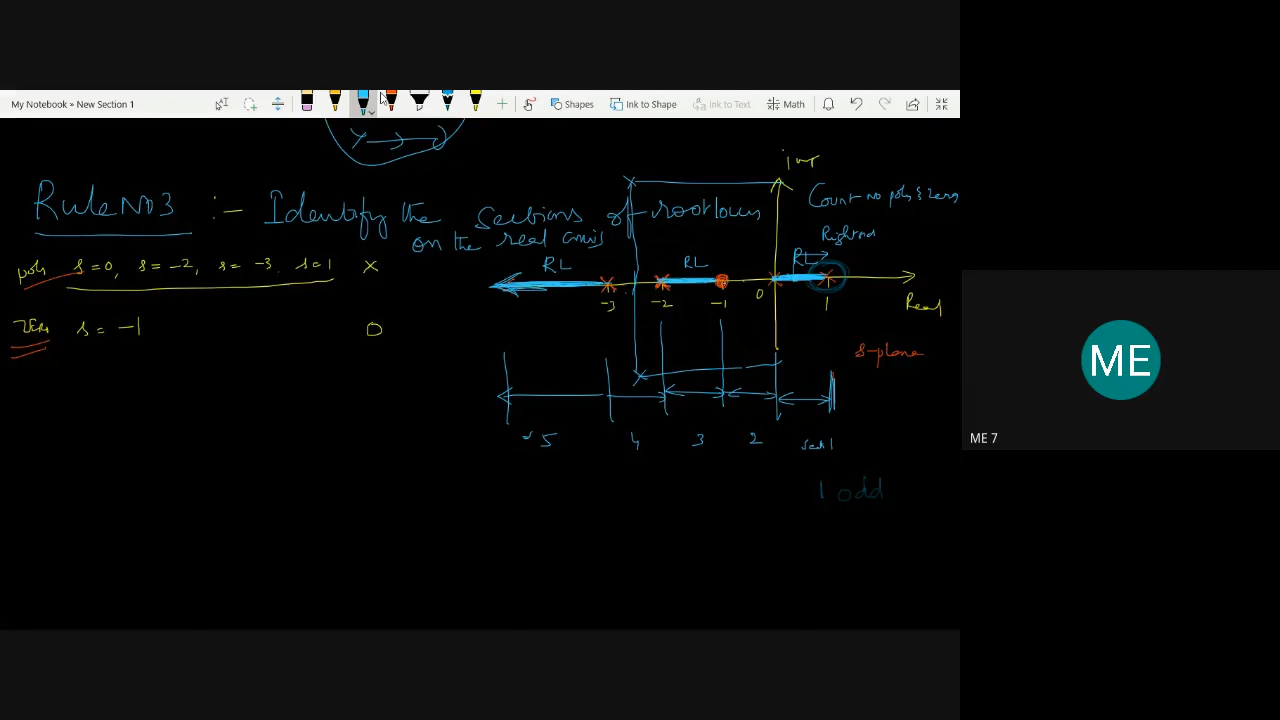 My Notebook » New Section 1
Shapes
Ink to Shape
Ink to Text
Math
Rule NO 3 :- Identify the sections of root locus
on the real axis
im
Count no poles & zeros
Right
poles s=0, s=-2, s=-3, s=1 X
RL RL RL
-3 -2 -1 0 1 Real
zero s = -1 O
s-plane
5 4 3 2 sect 1
1 odd
ME
ME 7